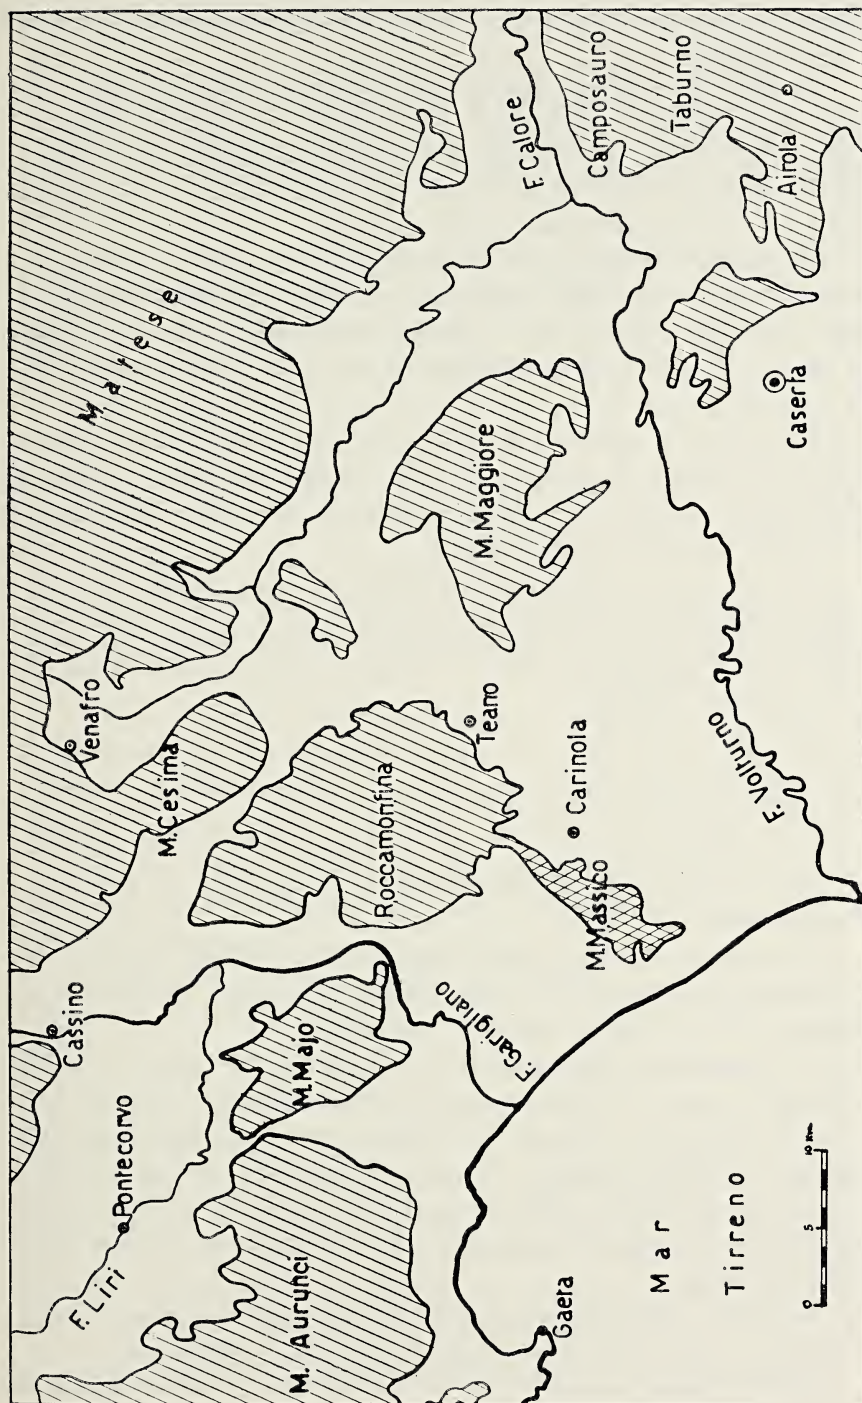 F. Liri
Pontecorvo
Cassino
M. Cesima
Venafro
Matese
M. Aurunci
M. Majo
Roccamonfina
Teano
M. Maggiore
F. Calore
Camposauro
Taburno
Airola
Gaeta
F. Garigliano
M. Massico
Carinola
F. Volturno
Caserta
Mar
Tirreno
0 5 10 Km.